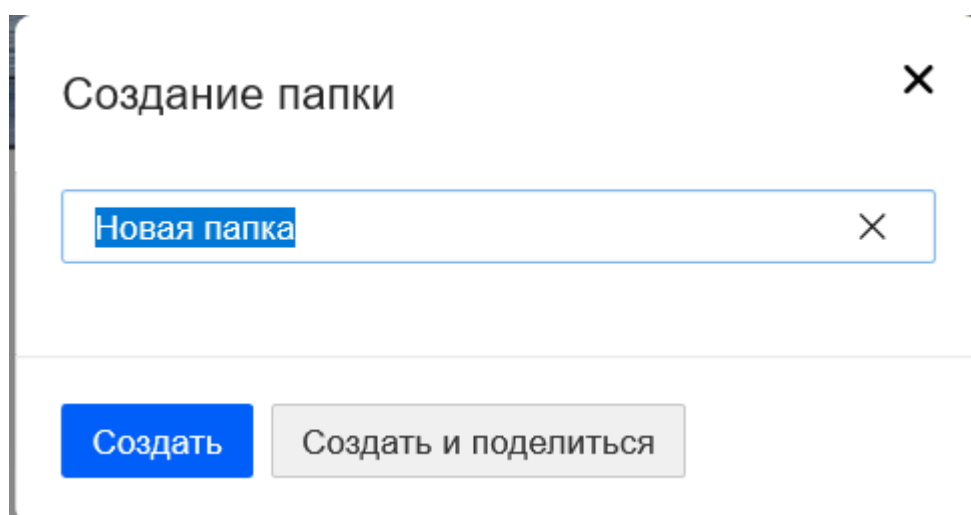 Создание папки
Новая папка
Создать
Создать и поделиться